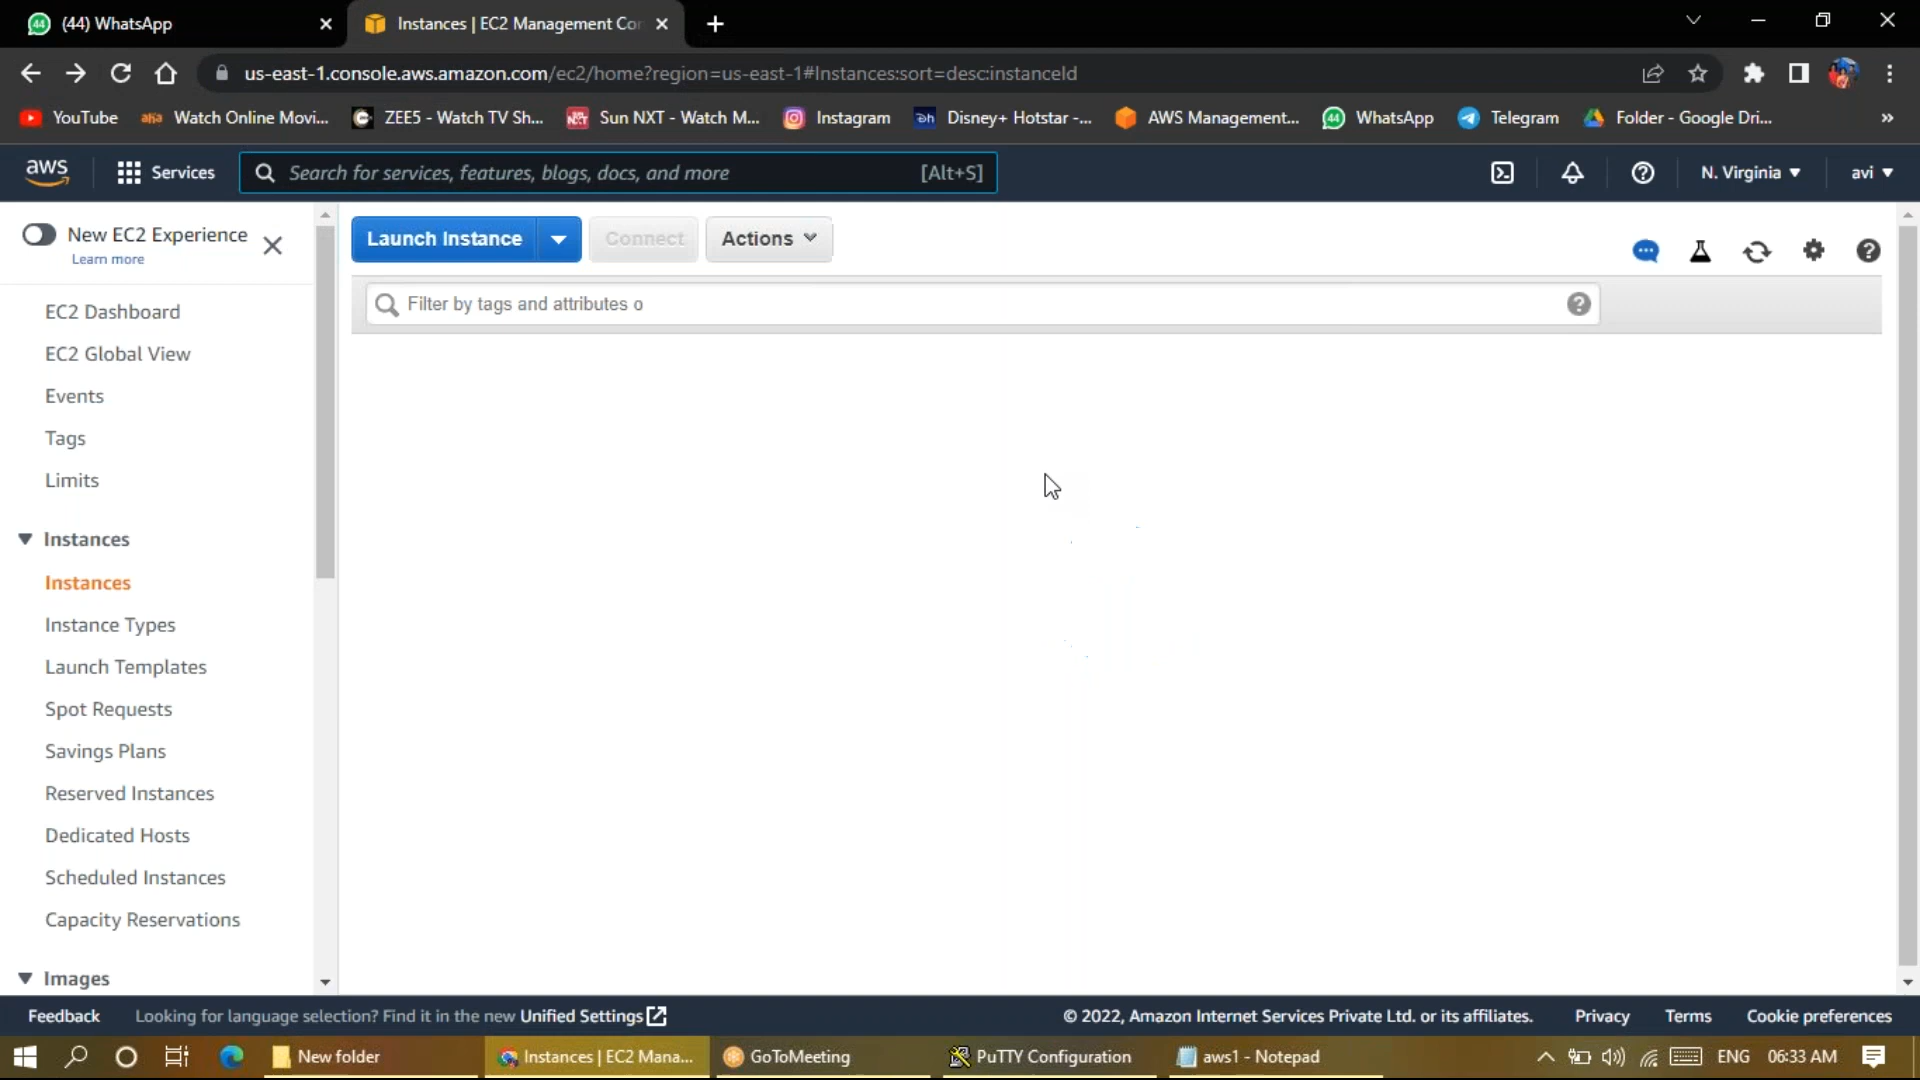 (44) WhatsApp
Instances | EC2 Management Co
us-east-1.console.aws.amazon.com/ec2/home?region=us-east-1#Instances:sort=desc:instanceId
YouTube
aha Watch Online Movi...
ZEE5 - Watch TV Sh...
Sun NXT - Watch M...
Instagram
Disney+ Hotstar -...
AWS Management...
WhatsApp
Telegram
Folder - Google Dri...
aws
Services
Search for services, features, blogs, docs, and more
[Alt+S]
N. Virginia
avi
New EC2 Experience
Learn more
Launch Instance
Connect
Actions
Filter by tags and attributes o
EC2 Dashboard
EC2 Global View
Events
Tags
Limits
Instances
Instances
Instance Types
Launch Templates
Spot Requests
Savings Plans
Reserved Instances
Dedicated Hosts
Scheduled Instances
Capacity Reservations
Images
Feedback
Looking for language selection? Find it in the new Unified Settings
© 2022, Amazon Internet Services Private Ltd. or its affiliates.
Privacy
Terms
Cookie preferences
New folder
Instances | EC2 Mana...
GoToMeeting
PuTTY Configuration
aws1 - Notepad
ENG
06:33 AM